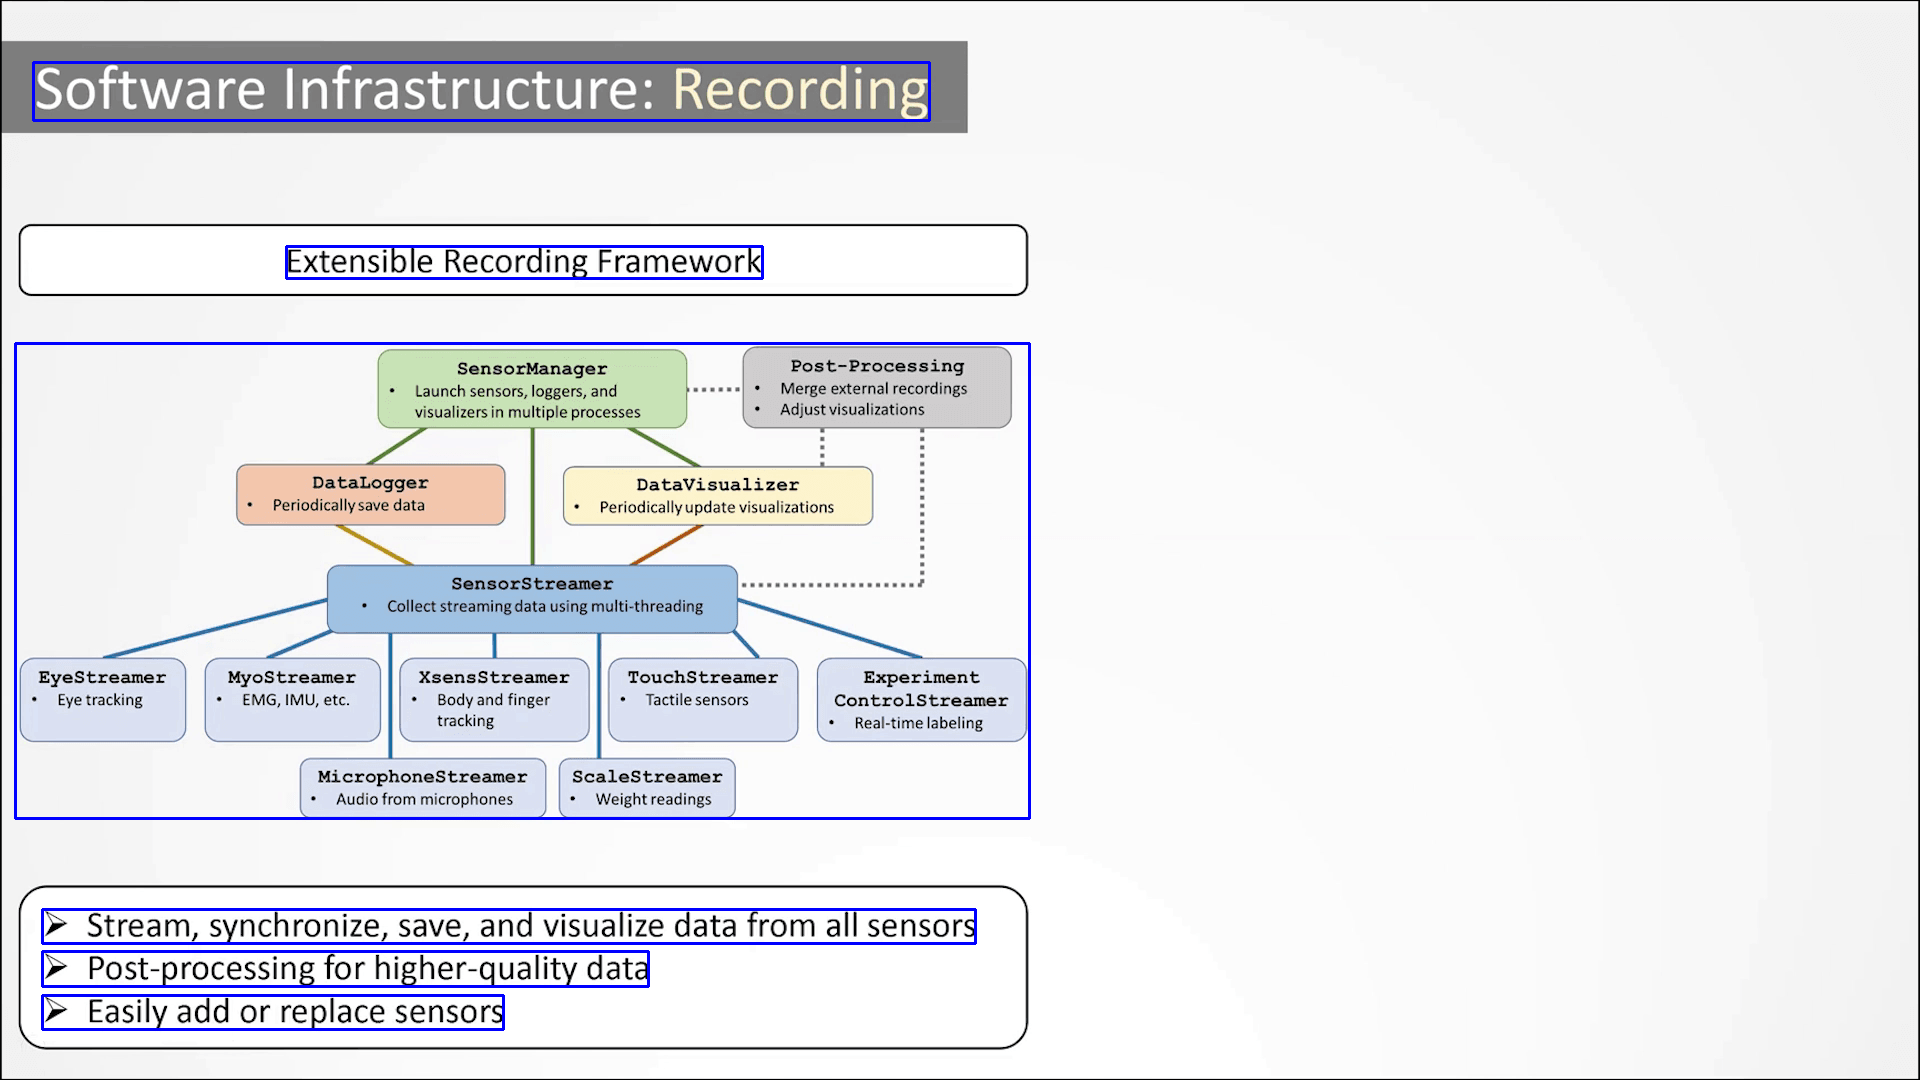 Software Infrastructure: Recording
Extensible Recording Framework
SensorManager
• Launch sensors, loggers, and
visualizers in multiple processes
Post-Processing
• Merge external recordings
• Adjust visualizations
DataLogger
• Periodically save data
DataVisualizer
• Periodically update visualizations
SensorStreamer
• Collect streaming data using multi-threading
EyeStreamer
• Eye tracking
MyoStreamer
• EMG, IMU, etc.
XsensStreamer
• Body and finger
tracking
TouchStreamer
• Tactile sensors
Experiment
ControlStreamer
• Real-time labeling
MicrophoneStreamer
• Audio from microphones
ScaleStreamer
• Weight readings
➢ Stream, synchronize, save, and visualize data from all sensors
➢ Post-processing for higher-quality data
➢ Easily add or replace sensors